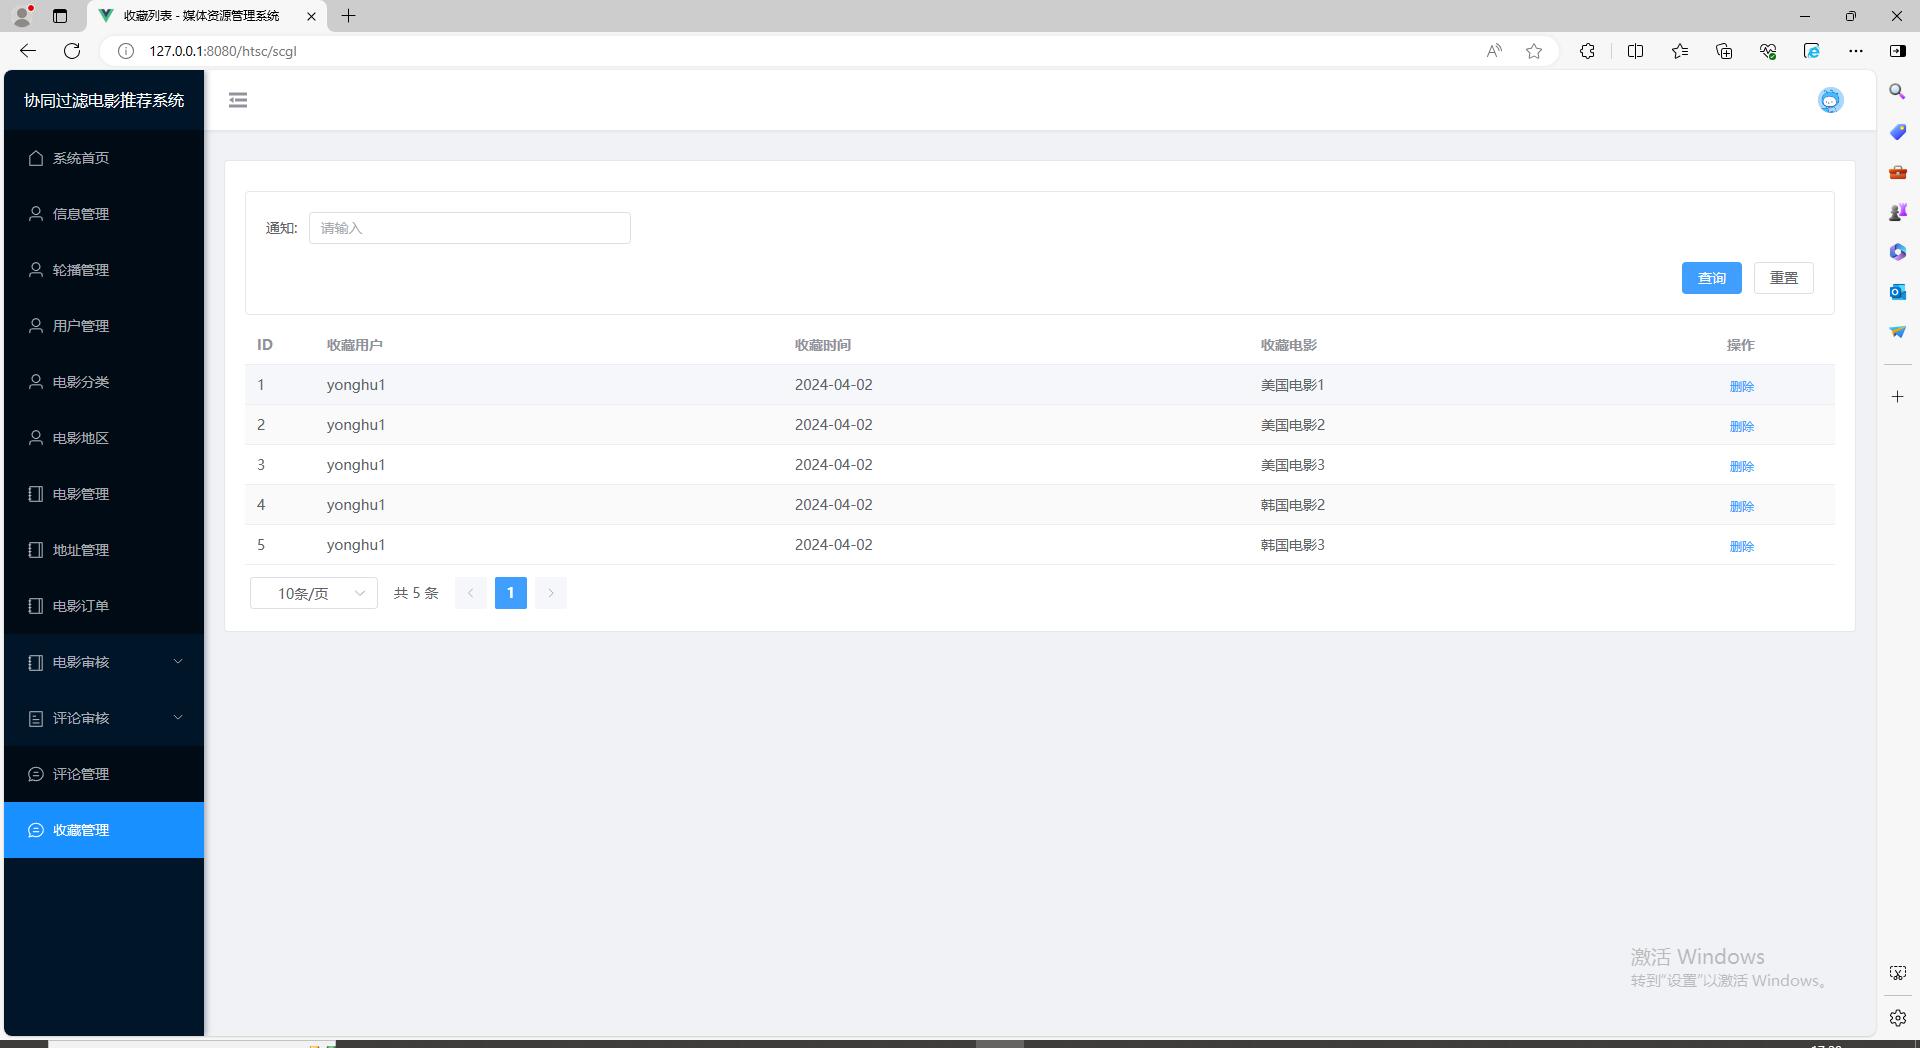 收藏列表 - 媒体资源管理系统
127.0.0.1:8080/htsc/scgl
协同过滤电影推荐系统
系统首页
信息管理
轮播管理
用户管理
电影分类
电影地区
电影管理
地址管理
电影订单
电影审核
评论审核
评论管理
收藏管理
通知: 请输入
查询 重置
ID 收藏用户 收藏时间 收藏电影 操作
1 yonghu1 2024-04-02 美国电影1 删除
2 yonghu1 2024-04-02 美国电影2 删除
3 yonghu1 2024-04-02 美国电影3 删除
4 yonghu1 2024-04-02 韩国电影2 删除
5 yonghu1 2024-04-02 韩国电影3 删除
10条/页 共 5 条 1
激活 Windows
转到“设置”以激活 Windows。